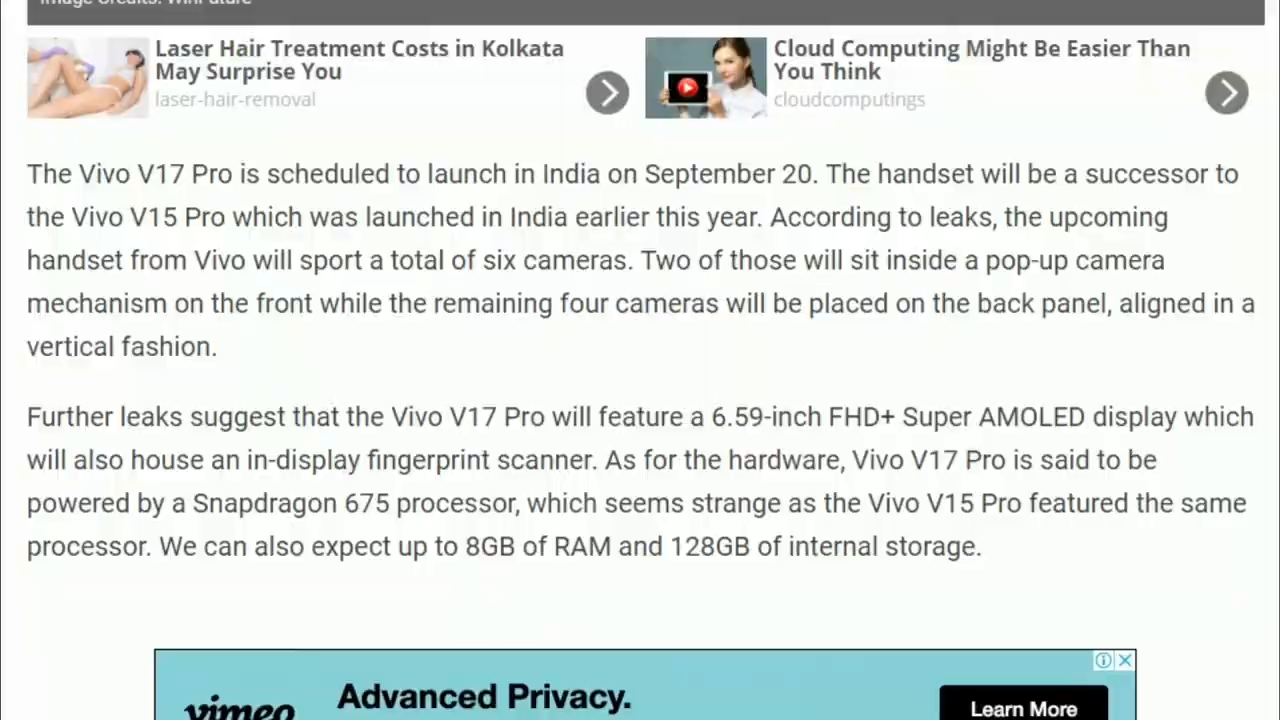 Image Credits: WinFuture
Laser Hair Treatment Costs in Kolkata
May Surprise You
laser-hair-removal
Cloud Computing Might Be Easier Than
You Think
cloudcomputings
The Vivo V17 Pro is scheduled to launch in India on September 20. The handset will be a successor to
the Vivo V15 Pro which was launched in India earlier this year. According to leaks, the upcoming
handset from Vivo will sport a total of six cameras. Two of those will sit inside a pop-up camera
mechanism on the front while the remaining four cameras will be placed on the back panel, aligned in a
vertical fashion.
Further leaks suggest that the Vivo V17 Pro will feature a 6.59-inch FHD+ Super AMOLED display which
will also house an in-display fingerprint scanner. As for the hardware, Vivo V17 Pro is said to be
powered by a Snapdragon 675 processor, which seems strange as the Vivo V15 Pro featured the same
processor. We can also expect up to 8GB of RAM and 128GB of internal storage.
vimeo
Advanced Privacy.
Learn More